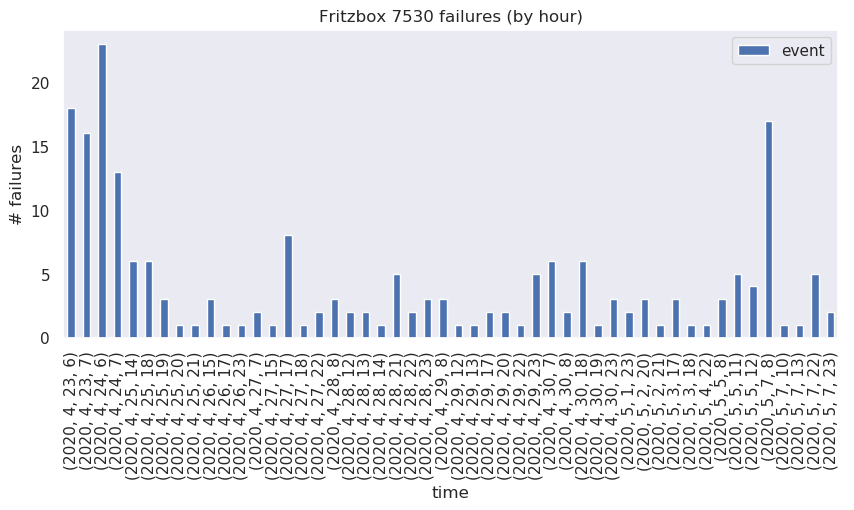 Fritzbox 7530 failures (by hour)
event
# failures
20
15
10
5
0
(2020, 4, 23, 6)
(2020, 4, 23, 7)
(2020, 4, 24, 6)
(2020, 4, 24, 7)
(2020, 4, 25, 14)
(2020, 4, 25, 18)
(2020, 4, 25, 19)
(2020, 4, 25, 20)
(2020, 4, 25, 21)
(2020, 4, 26, 15)
(2020, 4, 26, 17)
(2020, 4, 26, 23)
(2020, 4, 27, 7)
(2020, 4, 27, 15)
(2020, 4, 27, 17)
(2020, 4, 27, 18)
(2020, 4, 27, 22)
(2020, 4, 28, 8)
(2020, 4, 28, 12)
(2020, 4, 28, 13)
(2020, 4, 28, 14)
(2020, 4, 28, 21)
(2020, 4, 28, 22)
(2020, 4, 28, 23)
(2020, 4, 29, 8)
(2020, 4, 29, 12)
(2020, 4, 29, 13)
(2020, 4, 29, 17)
(2020, 4, 29, 20)
(2020, 4, 29, 22)
(2020, 4, 29, 23)
(2020, 4, 30, 7)
(2020, 4, 30, 8)
(2020, 4, 30, 18)
(2020, 4, 30, 19)
(2020, 4, 30, 23)
(2020, 5, 1, 23)
(2020, 5, 2, 20)
(2020, 5, 2, 21)
(2020, 5, 3, 17)
(2020, 5, 3, 18)
(2020, 5, 4, 22)
(2020, 5, 5, 8)
(2020, 5, 5, 11)
(2020, 5, 5, 12)
(2020, 5, 7, 8)
(2020, 5, 7, 10)
(2020, 5, 7, 13)
(2020, 5, 7, 22)
(2020, 5, 7, 23)
time